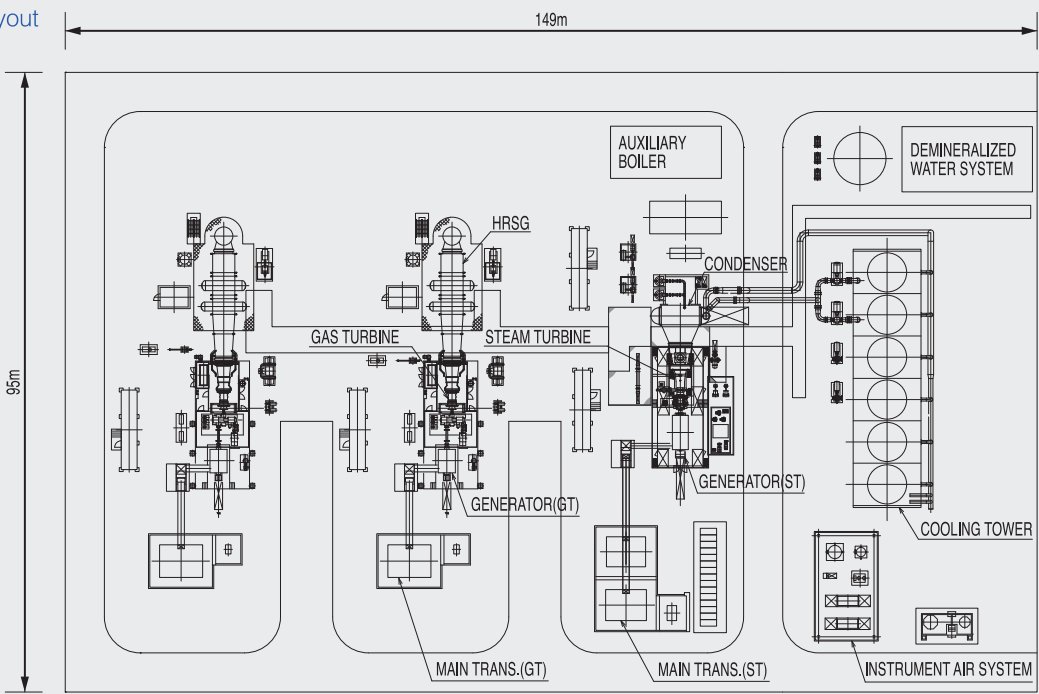 yout
149m
95m
AUXILIARY
BOILER
DEMINERALIZED
WATER SYSTEM
HRSG
CONDENSER
GAS TURBINE
STEAM TURBINE
GENERATOR(ST)
GENERATOR(GT)
COOLING TOWER
MAIN TRANS.(GT)
MAIN TRANS.(ST)
INSTRUMENT AIR SYSTEM